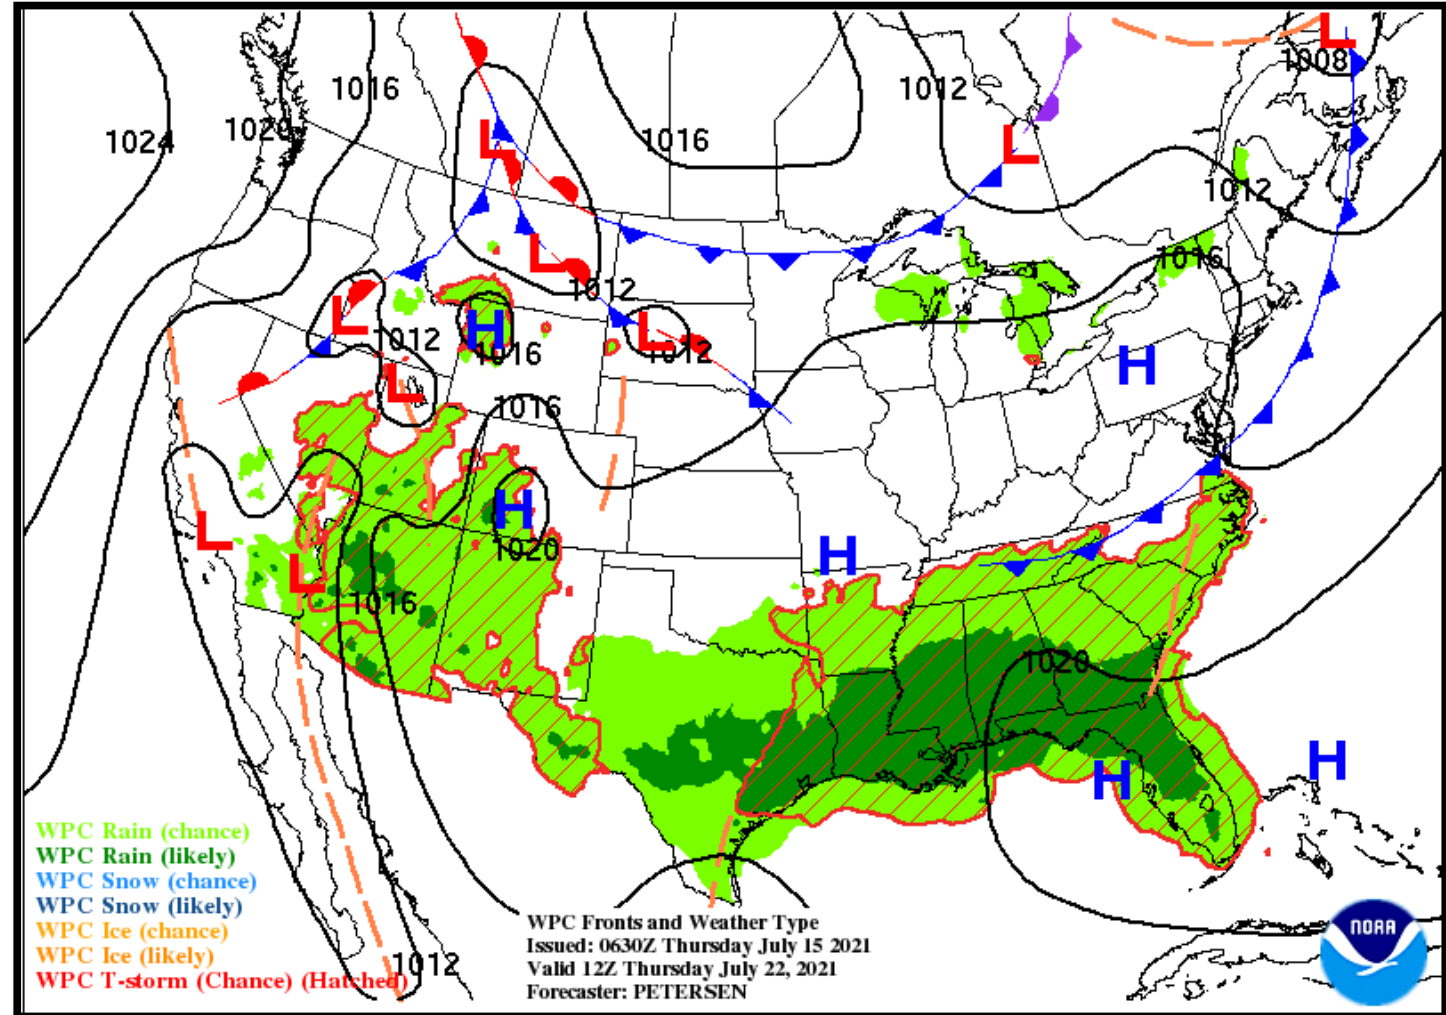 L
1008
1016
1012
1024
1020
1016
L
L
1012
L
1016
1012
L
H
L
1012
1016
1012
H
L
1016
H
L
1020
H
L
1016
1020
H
H
WPC Rain (chance)
WPC Rain (likely)
WPC Snow (chance)
WPC Snow (likely)
WPC Ice (chance)
WPC Ice (likely)
WPC T-storm (Chance) (Hatched)
1012
WPC Fronts and Weather Type
Issued: 0630Z Thursday July 15 2021
Valid 12Z Thursday July 22, 2021
Forecaster: PETERSEN
NOAA